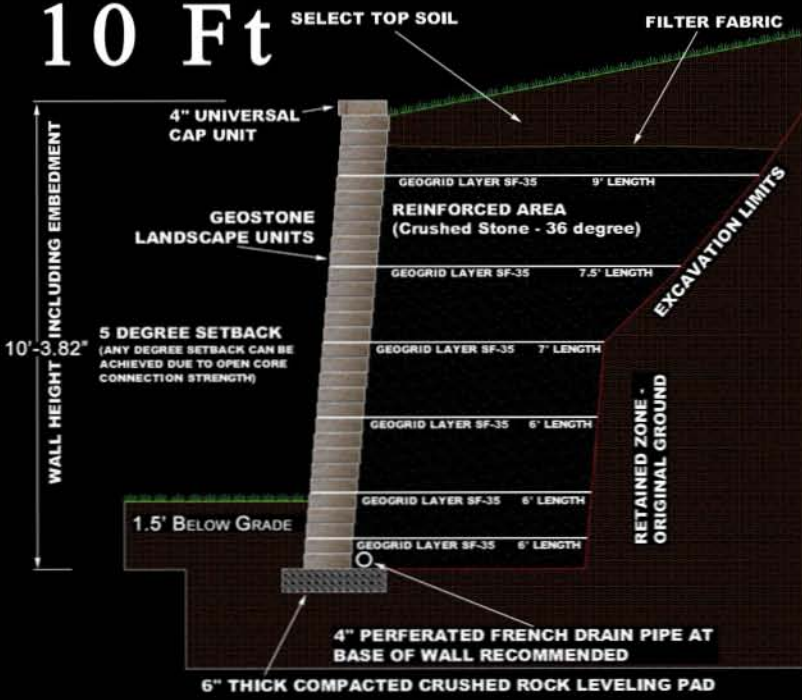 10 Ft
SELECT TOP SOIL
FILTER FABRIC
4" UNIVERSAL
CAP UNIT
GEOGRID LAYER SF-35 9' LENGTH
REINFORCED AREA
(Crushed Stone - 36 degree)
GEOSTONE
LANDSCAPE UNITS
GEOGRID LAYER SF-35 7.5' LENGTH
EXCAVATION LIMITS
WALL HEIGHT INCLUDING EMBEDMENT
10'-3.82"
5 DEGREE SETBACK
(ANY DEGREE SETBACK CAN BE
ACHIEVED DUE TO OPEN CORE
CONNECTION STRENGTH)
GEOGRID LAYER SF-35 7' LENGTH
GEOGRID LAYER SF-35 6' LENGTH
RETAINED ZONE -
ORIGINAL GROUND
GEOGRID LAYER SF-35 6' LENGTH
1.5' BELOW GRADE
GEOGRID LAYER SF-35 6' LENGTH
4" PERFERATED FRENCH DRAIN PIPE AT
BASE OF WALL RECOMMENDED
6" THICK COMPACTED CRUSHED ROCK LEVELING PAD